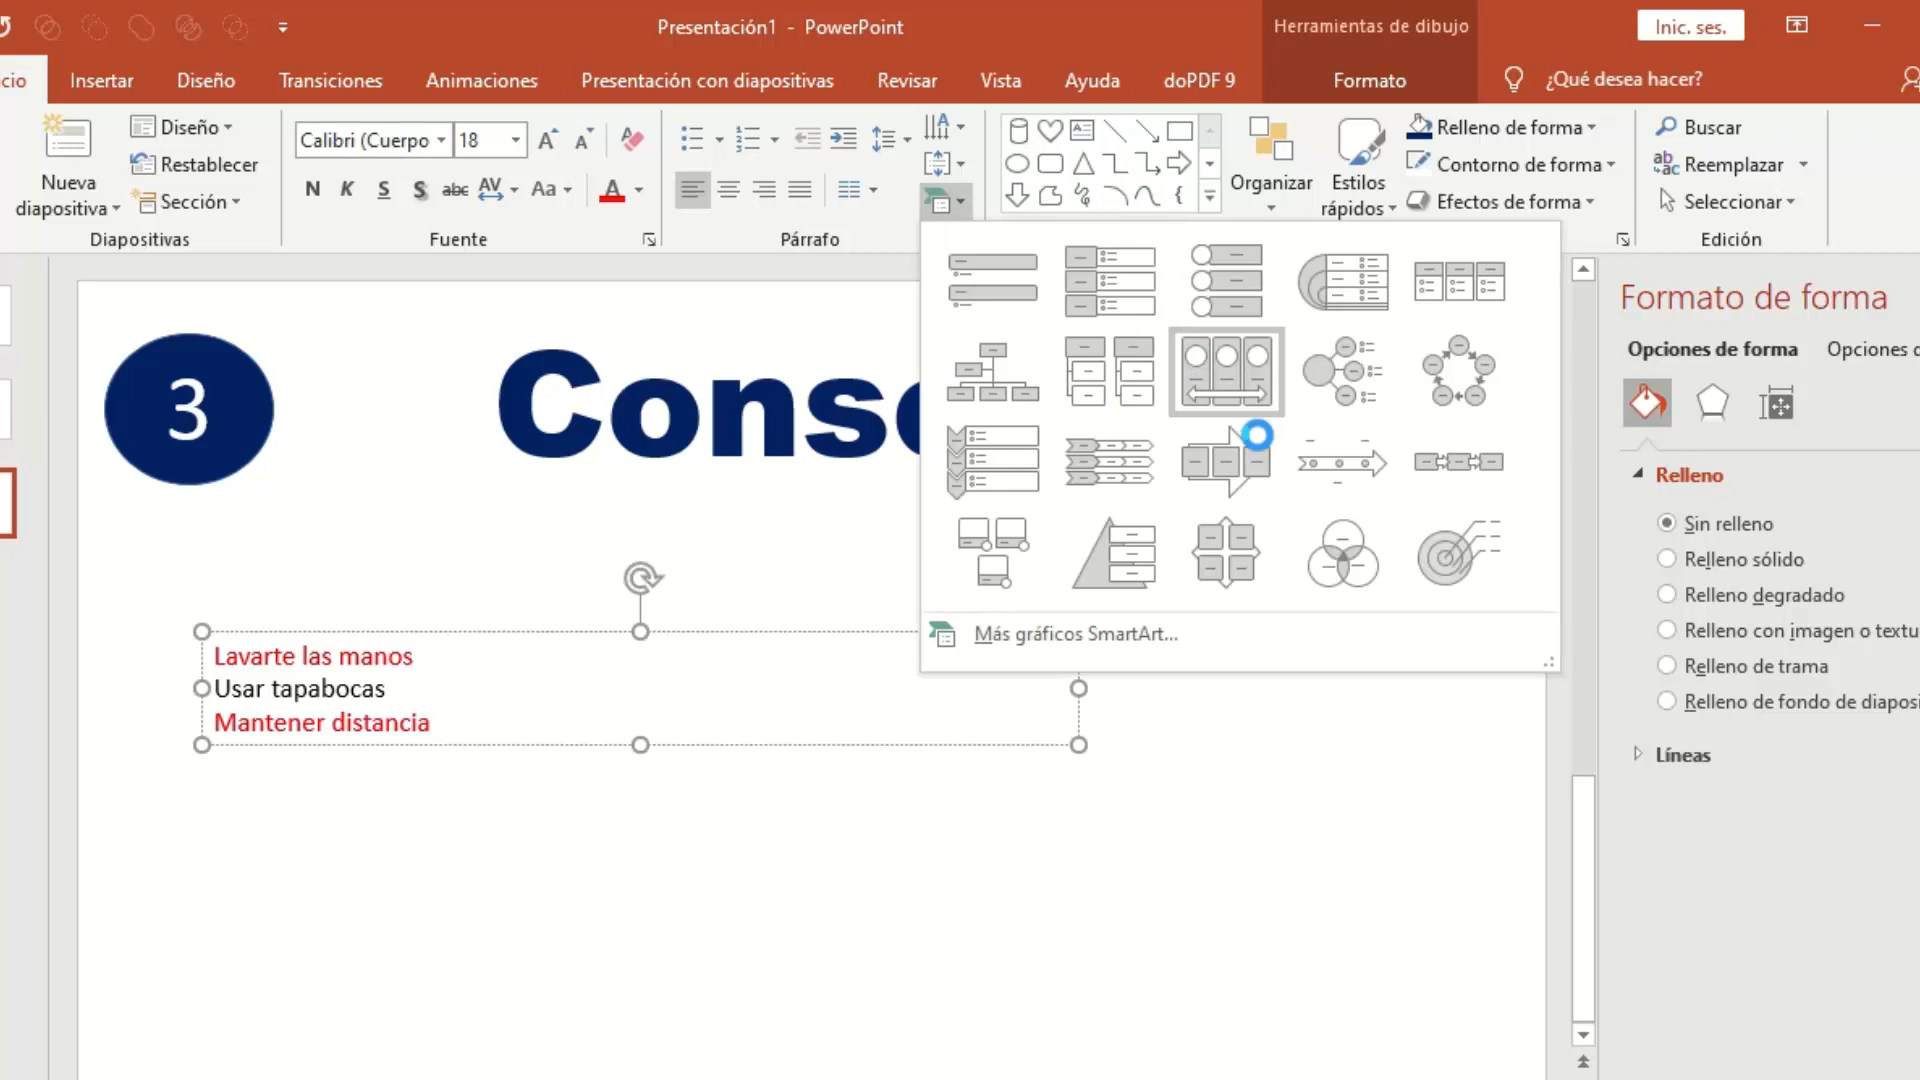 Presentación1 - PowerPoint
Herramientas de dibujo
Inic. ses.
Insertar
Diseño
Transiciones
Animaciones
Presentación con diapositivas
Revisar
Vista
Ayuda
doPDF 9
Formato
¿Qué desea hacer?
Nueva
diapositiva
Diseño
Restablecer
Sección
Diapositivas
Calibri (Cuerpo
18
N K S S abc AV Aa A
Fuente
Párrafo
Organizar
Estilos
rápidos
Relleno de forma
Contorno de forma
Efectos de forma
Buscar
Reemplazar
Seleccionar
Edición
Más gráficos SmartArt...
3
Conse
Lavarte las manos
Usar tapabocas
Mantener distancia
Formato de forma
Opciones de forma
Opciones
Relleno
Sin relleno
Relleno sólido
Relleno degradado
Relleno con imagen o textu
Relleno de trama
Relleno de fondo de diaposi
Líneas